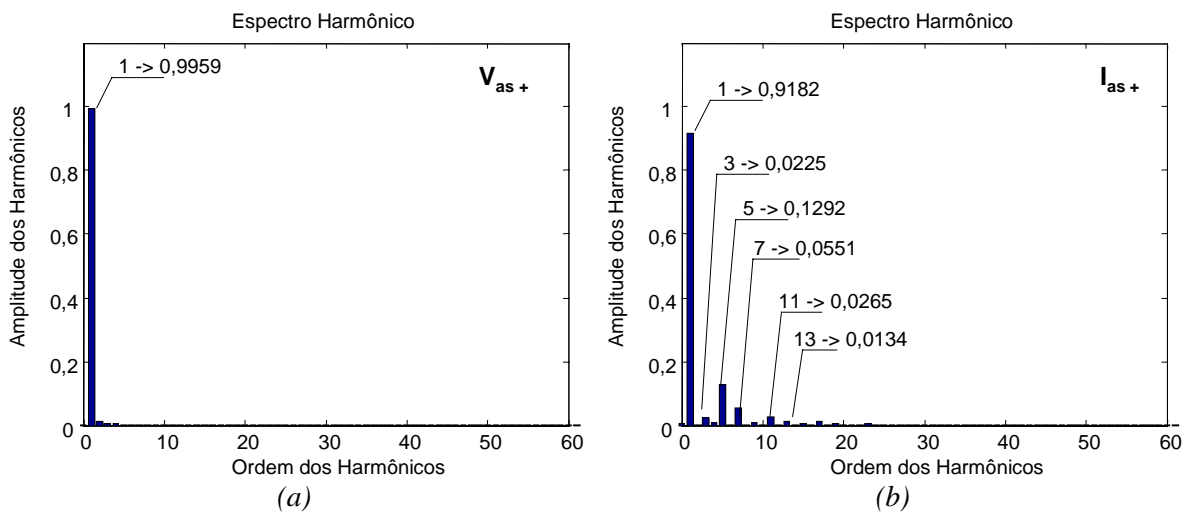 Espectro Harmônico
V as +
1 -> 0,9959
Amplitude dos Harmônicos
1
0,8
0,6
0,4
0,2
0
0 10 20 30 40 50 60
Ordem dos Harmônicos
(a)
Espectro Harmônico
I as +
1 -> 0,9182
3 -> 0,0225
5 -> 0,1292
7 -> 0,0551
11 -> 0,0265
13 -> 0,0134
Amplitude dos Harmônicos
1
0,8
0,6
0,4
0,2
0
0 10 20 30 40 50 60
Ordem dos Harmônicos
(b)